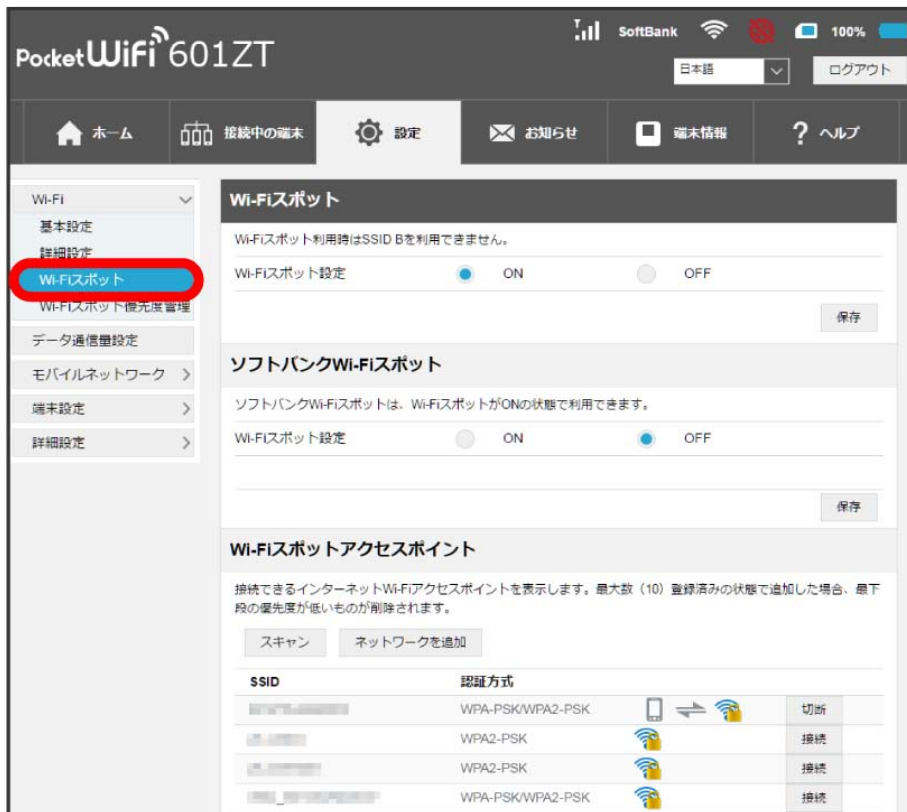 SoftBank 100%
Pocket WiFi 601ZT
日本語 ログアウト
ホーム 接続中の端末 設定 お知らせ 端末情報 ? ヘルプ
Wi-Fi
基本設定
詳細設定
Wi-Fiスポット
Wi-Fiスポット優先度管理
データ通信量設定
モバイルネットワーク
端末設定
詳細設定
Wi-Fiスポット
Wi-Fiスポット利用時はSSID Bを利用できません。
Wi-Fiスポット設定 ON OFF
保存
ソフトバンクWi-Fiスポット
ソフトバンクWi-Fiスポットは、Wi-FiスポットがONの状態で利用できます。
Wi-Fiスポット設定 ON OFF
保存
Wi-Fiスポットアクセスポイント
接続できるインターネットWi-Fiアクセスポイントを表示します。最大数（10）登録済みの状態で追加した場合、最下
段の優先度が低いものが削除されます。
スキャン ネットワークを追加
SSID 認証方式
WPA-PSK/WPA2-PSK 切断
WPA2-PSK 接続
WPA2-PSK 接続
WPA-PSK/WPA2-PSK 接続